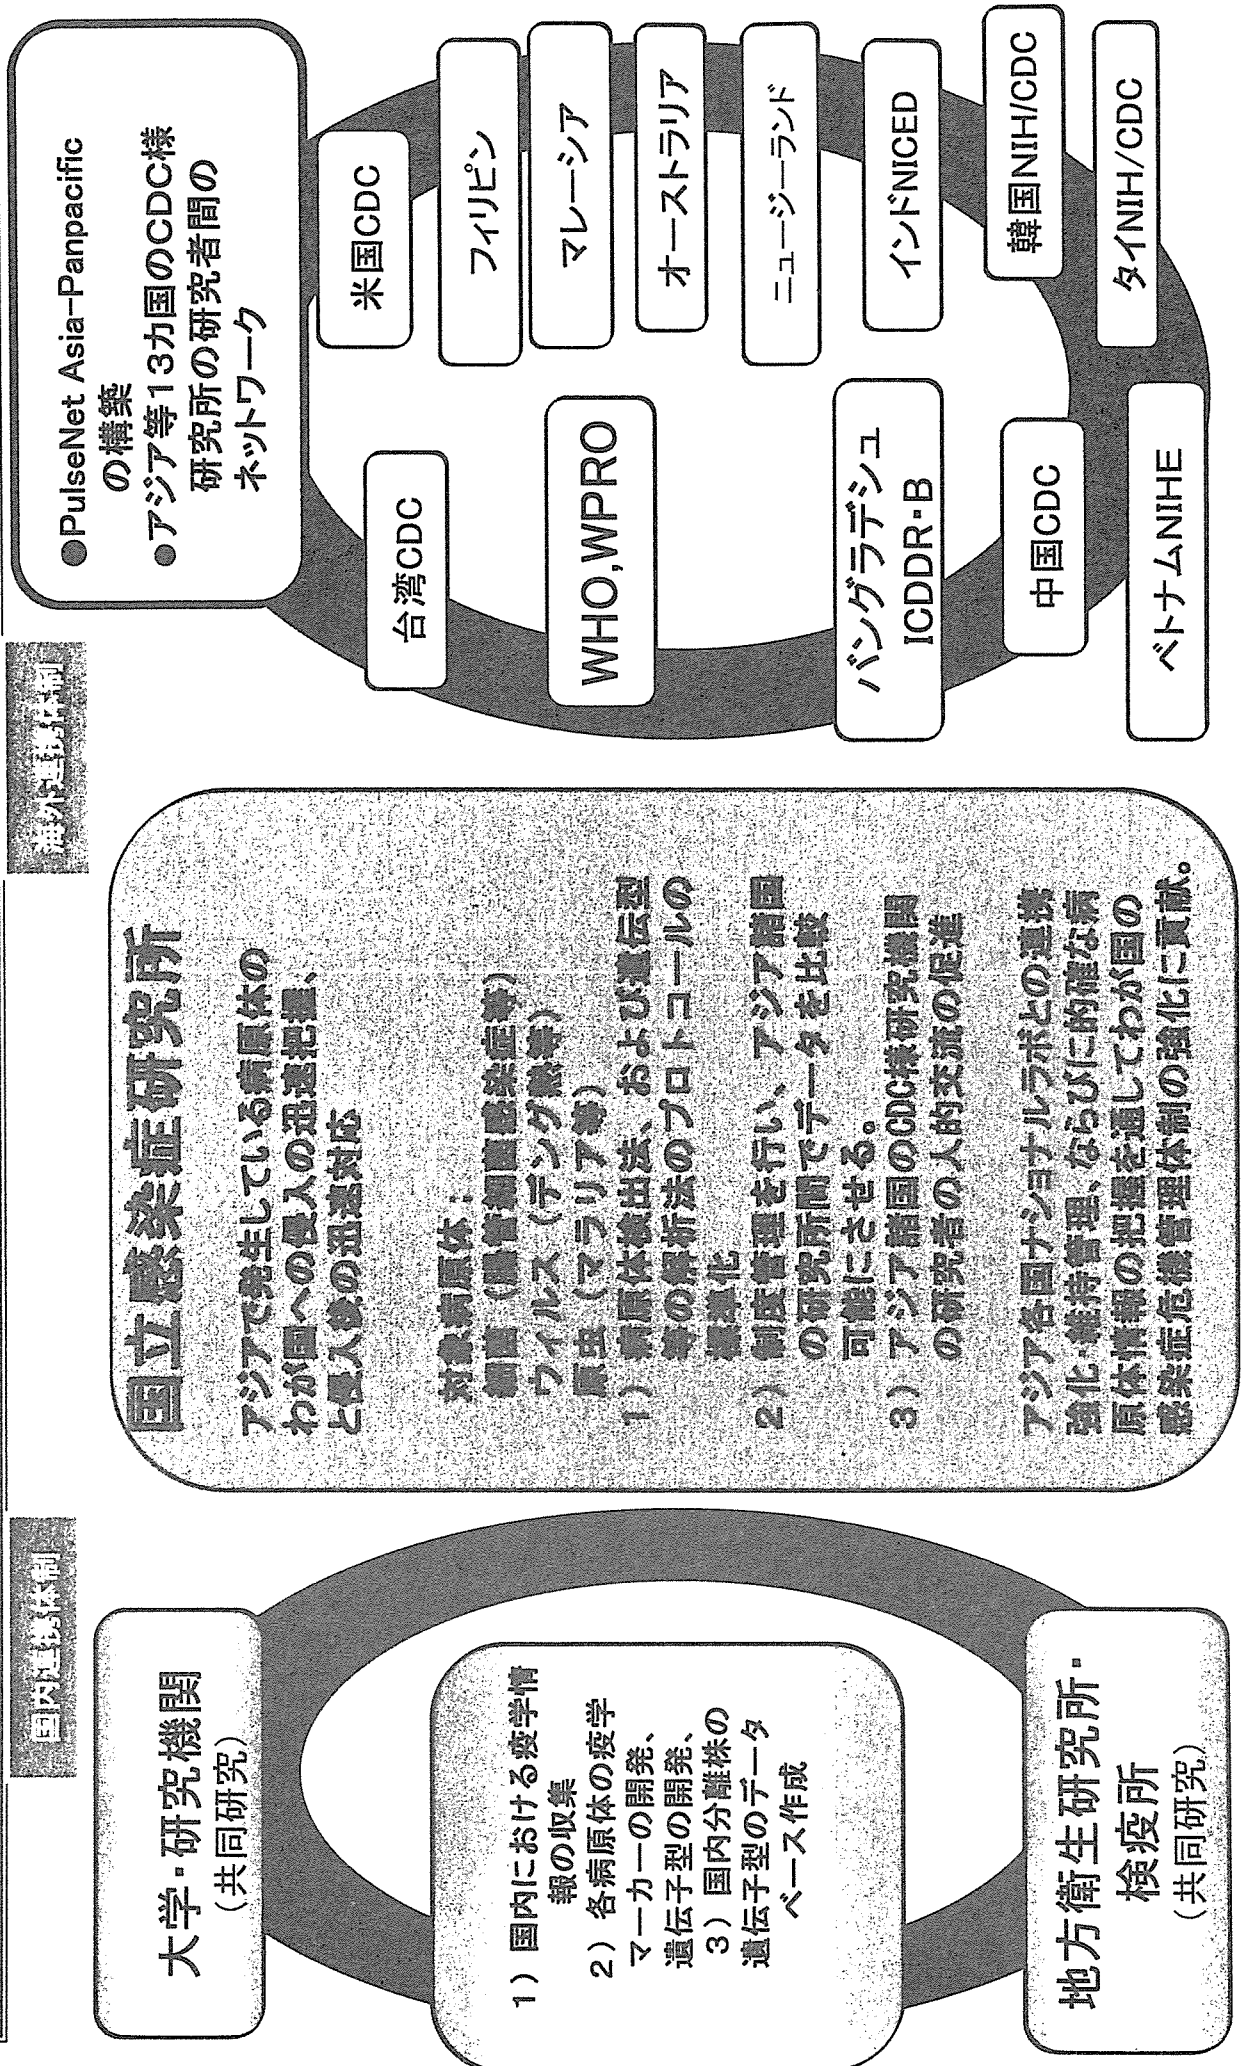 国内連携体制
大学・研究機関
(共同研究)
1)国内における疫学情
報の収集
2)各病原体の疫学
マーカーの開発、
遺伝子型の開発、
3)国内分離株の
遺伝子型のデータ
ベース作成
地方衛生研究所・
検疫所
(共同研究)
国立感染症研究所
アジアで発生している病原体の
わが国への侵入の迅速把握、
と侵入後の迅速対応
対象病原体:
細菌(腸管細菌感染症等)
ウィルス(デング熱等)
原虫(マラリア等)
1)病原体検出法、および遺伝型
等の解析法のプロトコールの
標準化
2)制度管理を行い、アジア諸国
の研究所間でデータを比較
可能にさせる。
3)アジア諸国のCDC様研究機関
の研究者の人的交流の促進
アジア各国ナショナルラボとの連携
強化・維持管理、ならびに的確な病
原体情報の把握を通してわが国の
感染症危機管理体制の強化に貢献。
海外連携体制
●PulseNet Asia-Panpacific
の構築
●アジア等13カ国のCDC様
研究所の研究者間の
ネットワーク
台湾CDC
米国CDC
フィリピン
WHO,WPRO
マレーシア
オーストラリア
ニュージーランド
バングラデシュ
ICDDR・B
インドNICED
中国CDC
韓国NIH/CDC
ベトナムNIHE
タイNIH/CDC